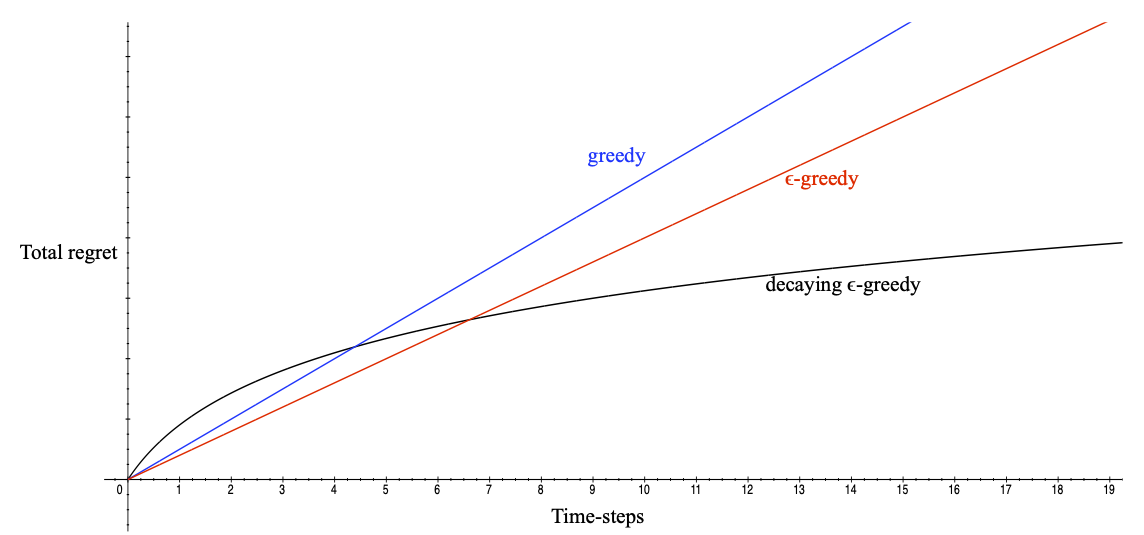 greedy
ϵ-greedy
Total regret
decaying ϵ-greedy
0 1 2 3 4 5 6 7 8 9 10 11 12 13 14 15 16 17 18 19
Time-steps